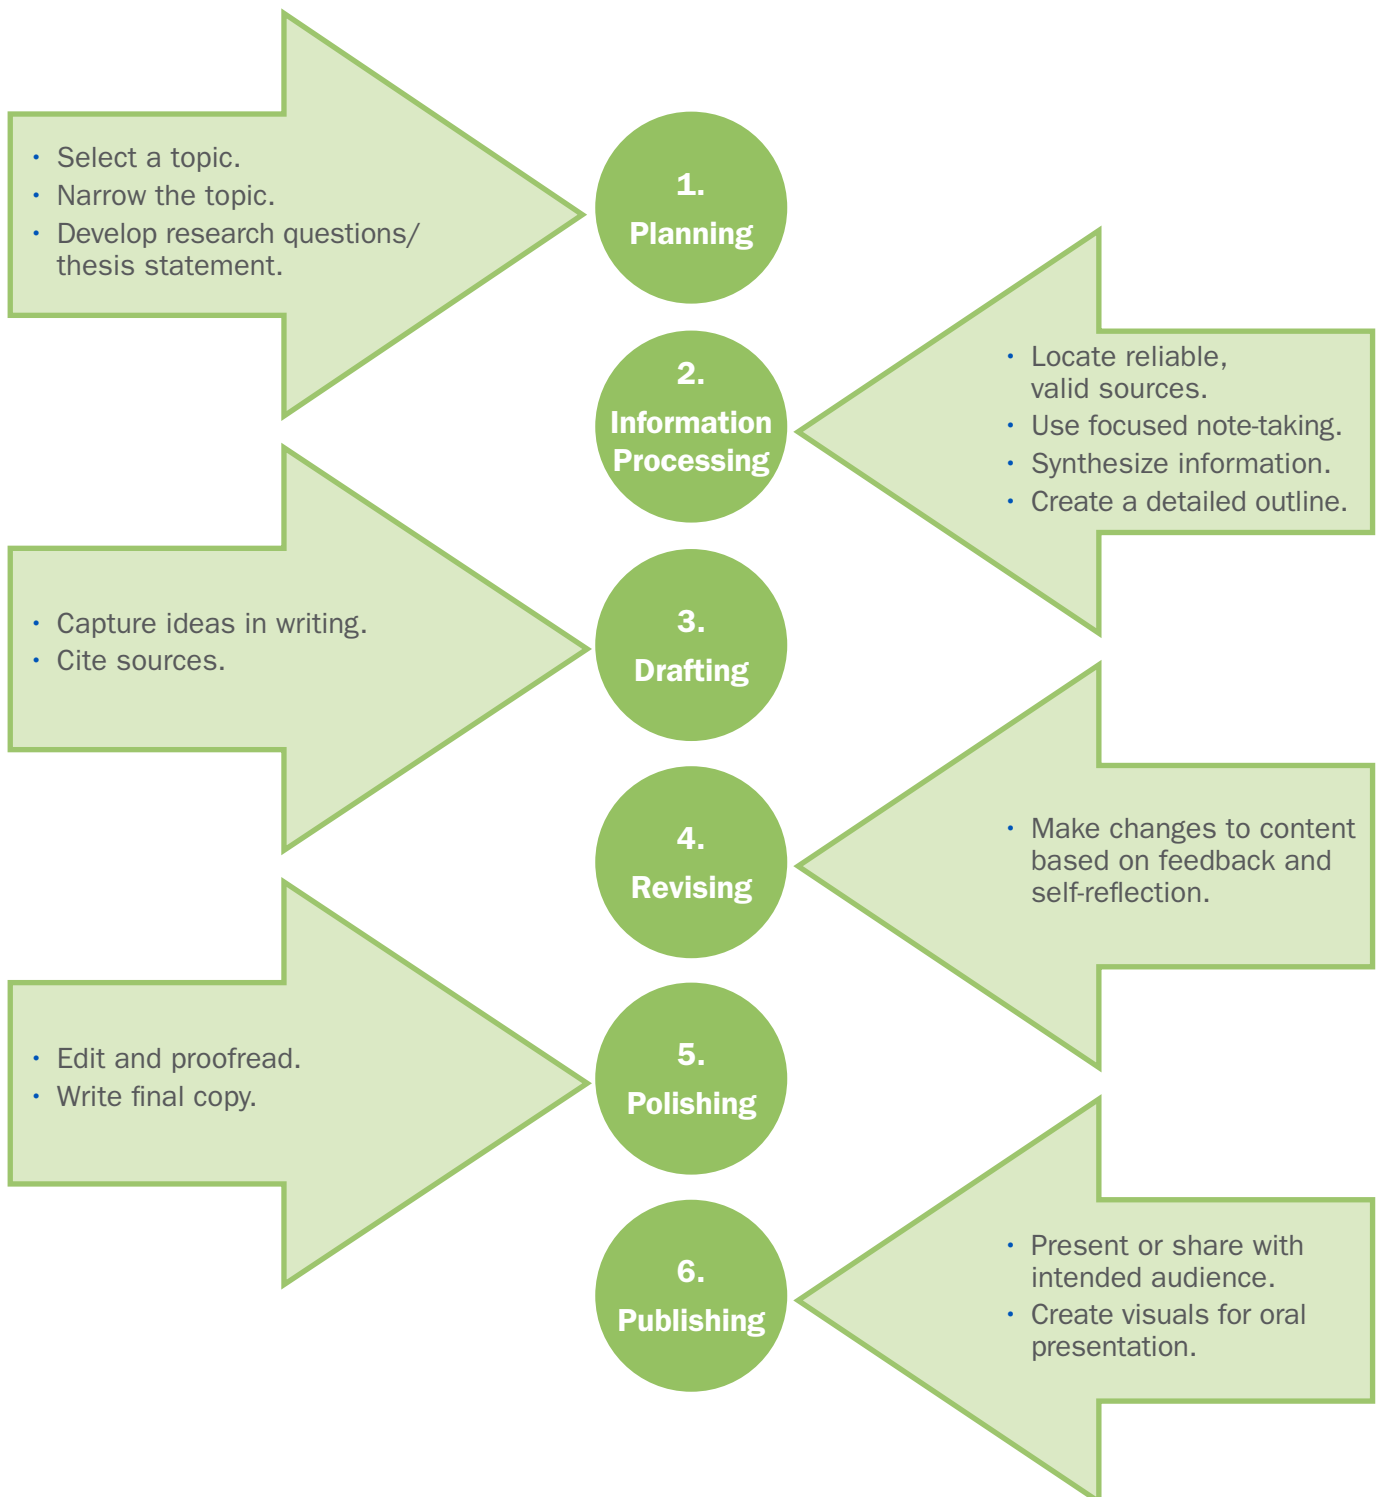 • Select a topic.
• Narrow the topic.
• Develop research questions/
thesis statement.
1.
Planning
2.
Information
Processing
• Locate reliable,
valid sources.
• Use focused note-taking.
• Synthesize information.
• Create a detailed outline.
• Capture ideas in writing.
• Cite sources.
3.
Drafting
4.
Revising
• Make changes to content
based on feedback and
self-reflection.
• Edit and proofread.
• Write final copy.
5.
Polishing
6.
Publishing
• Present or share with
intended audience.
• Create visuals for oral
presentation.